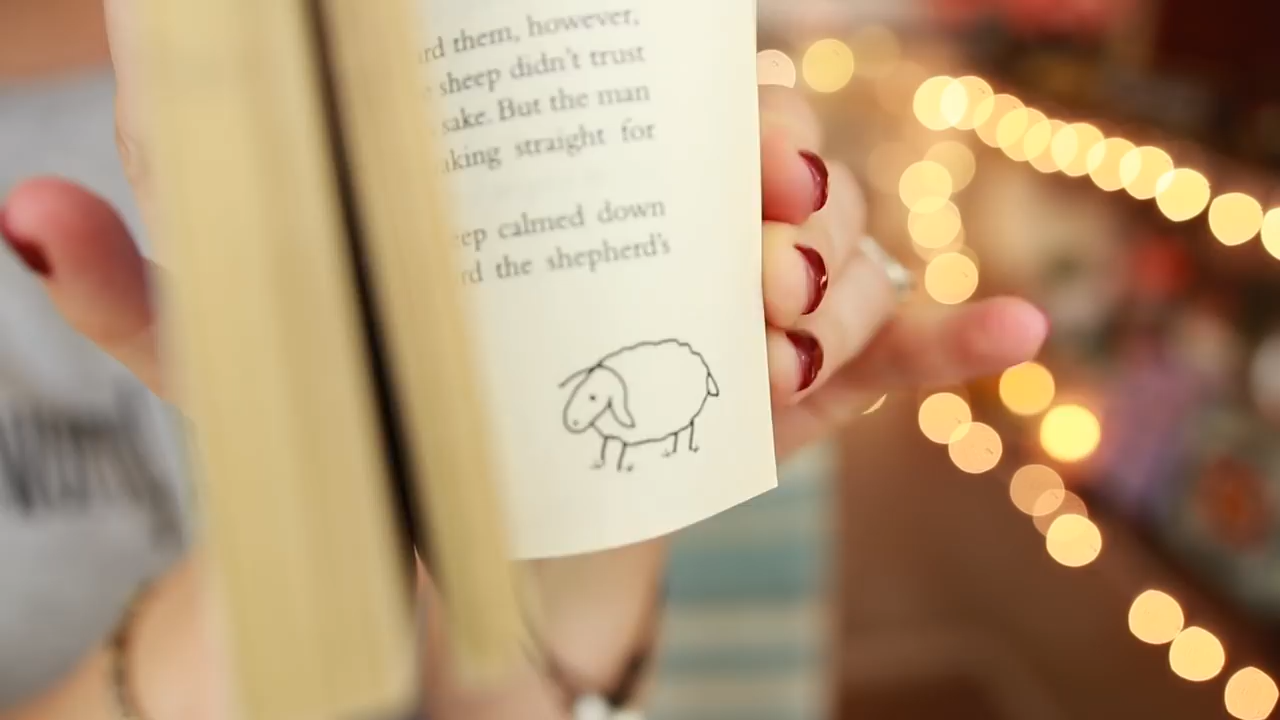 rd them, however,
sheep didn't trust
sake. But the man
king straight for
ep calmed down
rd the shepherd's